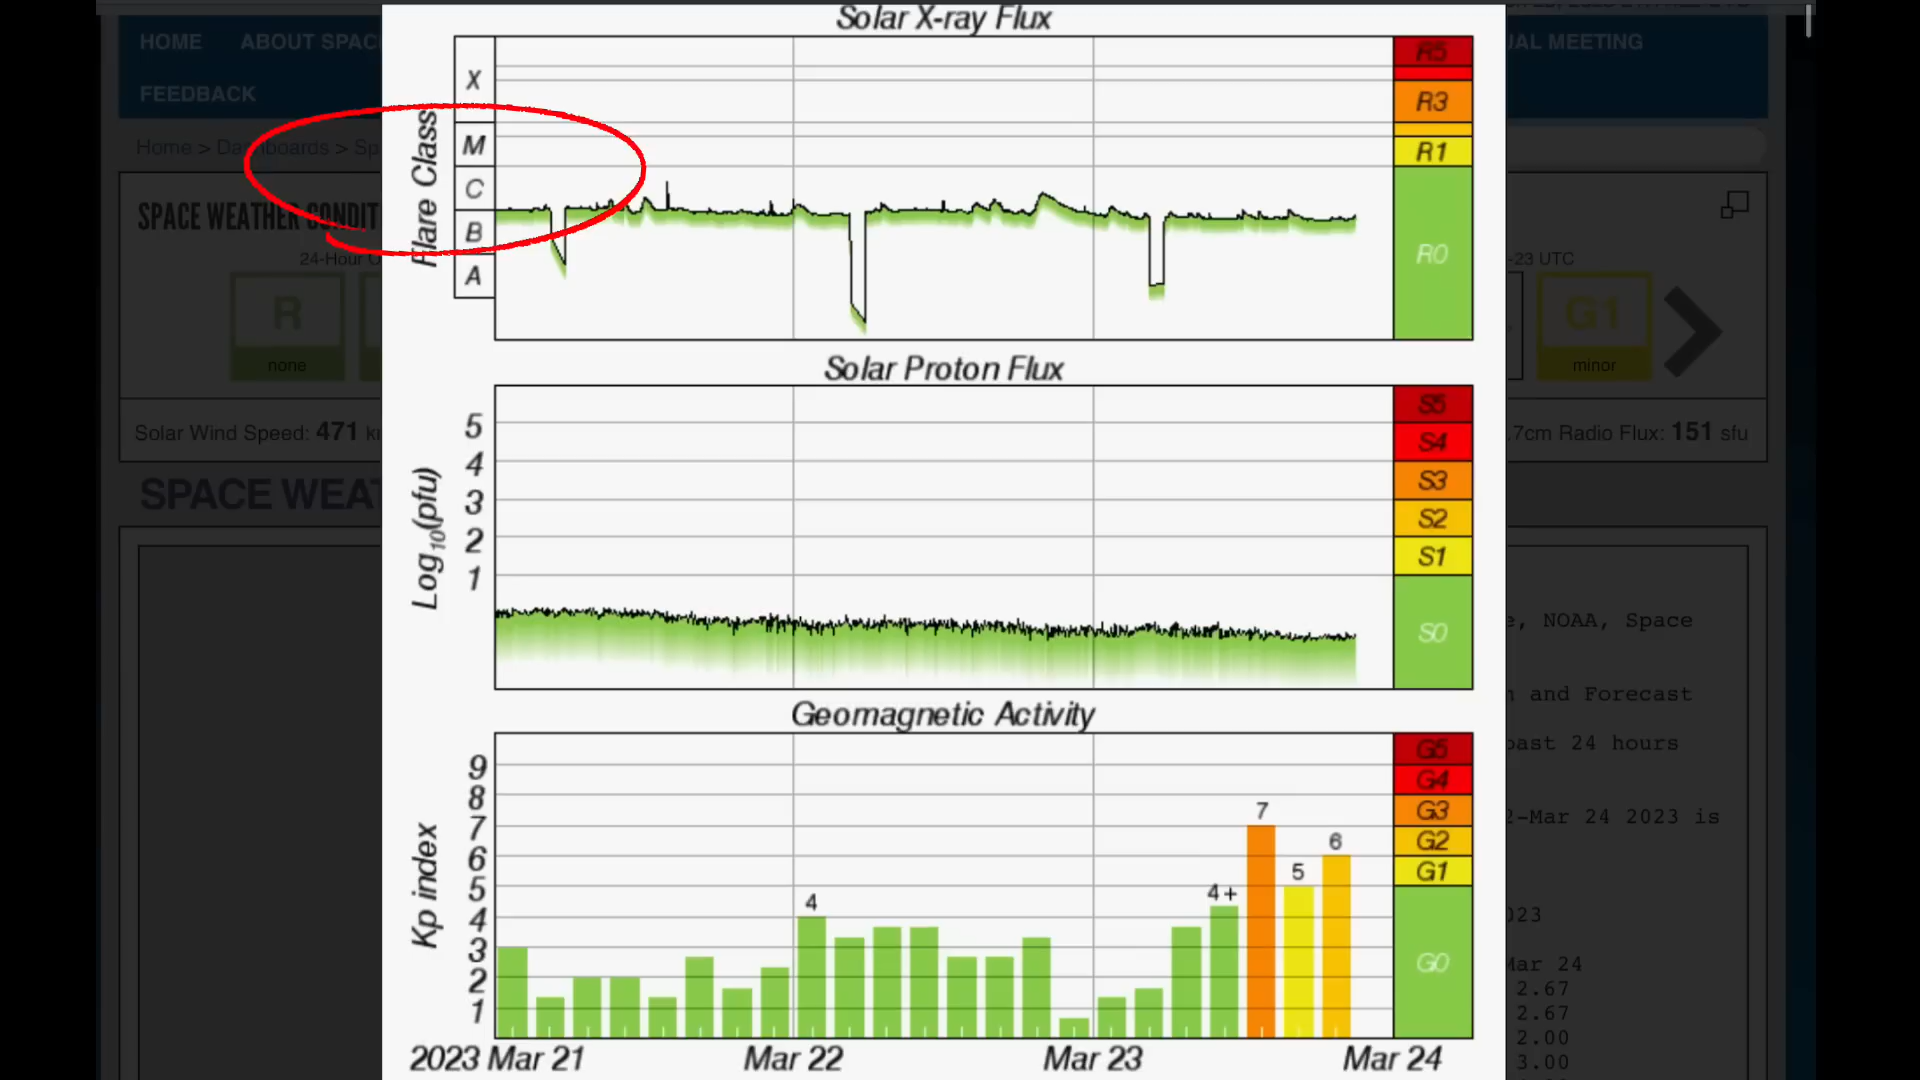 Solar X-ray Flux
HOME ABOUT SPAC
UAL MEETING
FEEDBACK
X
M
C
B
A
Flare Class
R5
R3
R1
R0
Home > Dashboards > Sp
SPACE WEATHER CONDIT
24-Hour O
-23 UTC
R
none
G1
minor
Solar Wind Speed: 471 k
.7cm Radio Flux: 151 sfu
SPACE WEAT
Solar Proton Flux
5
4
3
2
1
Log10(pfu)
S5
S4
S3
S2
S1
S0
e, NOAA, Space
and Forecast
past 24 hours
2-Mar 24 2023 is
023
Mar 24
2.67
2.67
2.00
3.00
Geomagnetic Activity
9
8
7
6
5
4
3
2
1
Kp index
4
4+
7
5
6
G5
G4
G3
G2
G1
G0
2023 Mar 21 Mar 22 Mar 23 Mar 24